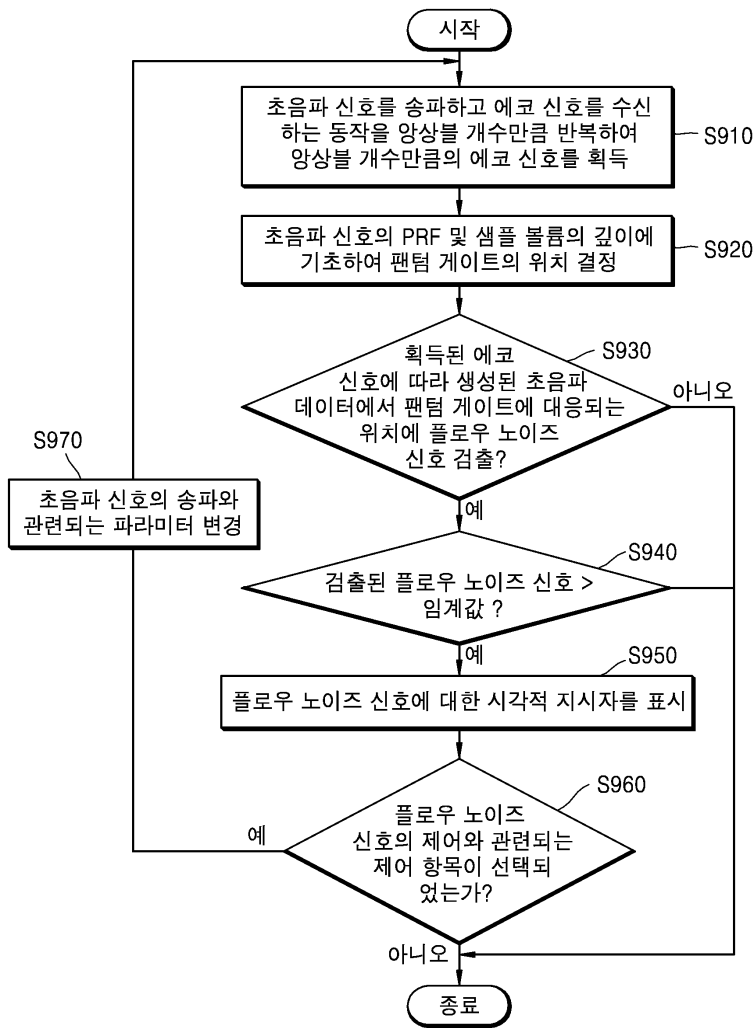 시작
초음파 신호를 송파하고 에코 신호를 수신
하는 동작을 앙상블 개수만큼 반복하여
앙상블 개수만큼의 에코 신호를 획득
S910
초음파 신호의 PRF 및 샘플 볼륨의 깊이에
기초하여 팬텀 게이트의 위치 결정
S920
획득된 에코
신호에 따라 생성된 초음파
데이터에서 팬텀 게이트에 대응되는
위치에 플로우 노이즈
신호 검출?
S930
아니오
예
S970
초음파 신호의 송파와
관련되는 파라미터 변경
검출된 플로우 노이즈 신호 >
임계값 ?
S940
예
S950
플로우 노이즈 신호에 대한 시각적 지시자를 표시
S960
플로우 노이즈
신호의 제어와 관련되는
제어 항목이 선택되
었는가?
예
아니오
종료